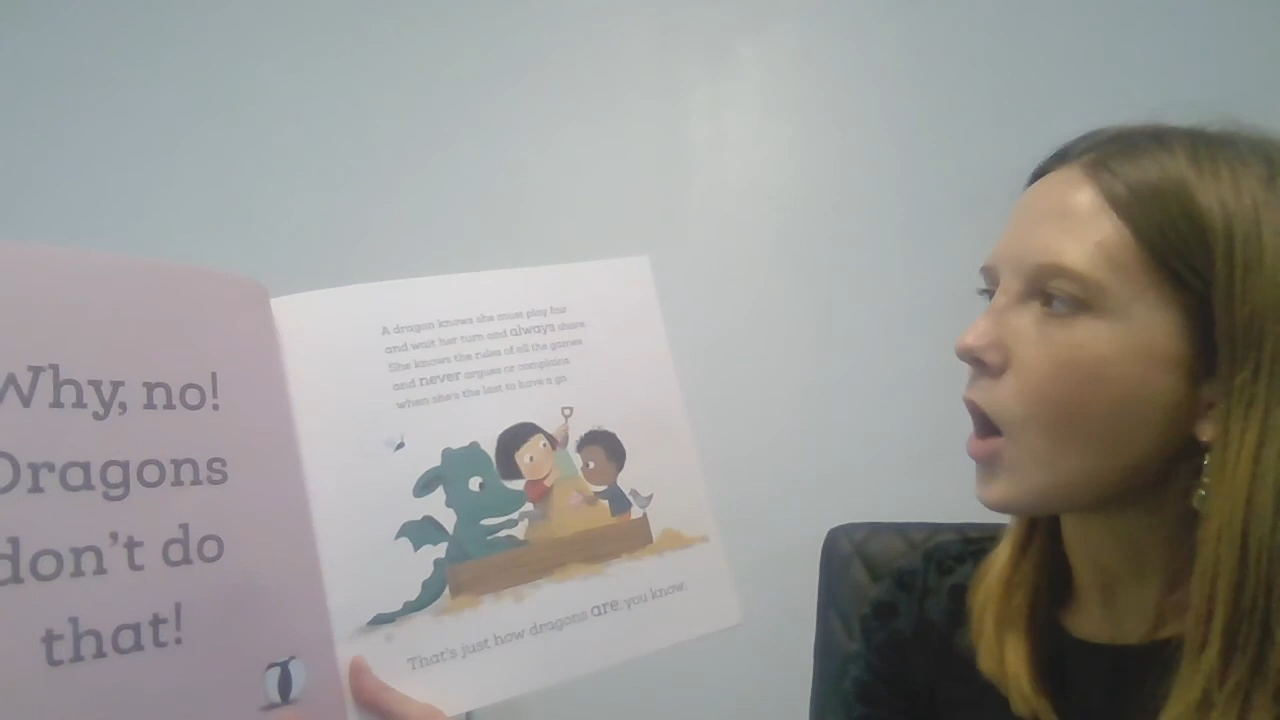 Why, no!
Dragons
don't do
that!
A dragon knows she must play fair
and wait her turn and always share
She knows the rules of all the games
and never argues or complains
when she's the last to have a go
That's just how dragons are, you know.